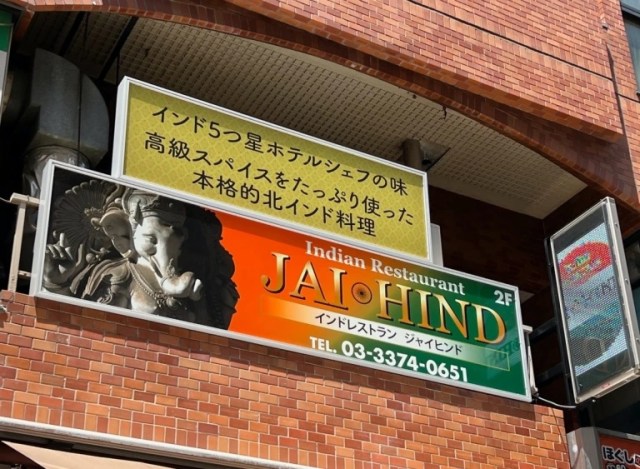 インド5つ星ホテルシェフの味
高級スパイスをたっぷり使った
本格的北インド料理
Indian Restaurant
2F
JAI HIND
インドレストラン ジャイヒンド
TEL. 03-3374-0651
ほぐし